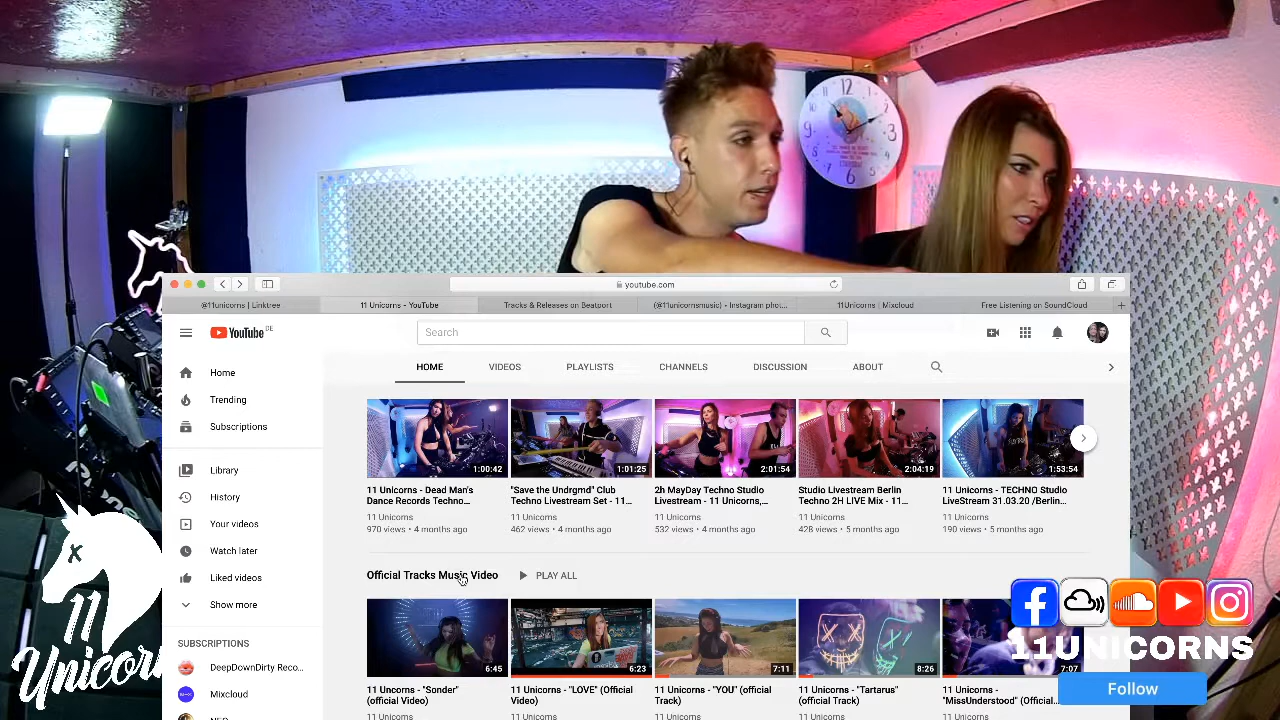 12
9
3
6
youtube.com
@11unicorns | Linktree
11 Unicorns - YouTube
Tracks & Releases on Beatport
(@11unicornsmusic) • Instagram phot...
11Unicorns | Mixcloud
Free Listening on SoundCloud
YouTube DE
Search
HOME
VIDEOS
PLAYLISTS
CHANNELS
DISCUSSION
ABOUT
Home
Trending
Subscriptions
Library
History
Your videos
Watch later
Liked videos
Show more
SUBSCRIPTIONS
DeepDownDirty Reco...
Mixcloud
1:00:42
1:01:25
2:01:54
2:04:19
1:53:54
11 Unicorns - Dead Man's
Dance Records Techno...
11 Unicorns
970 views • 4 months ago
"Save the Undrgrnd" Club
Techno Livestream Set - 11...
11 Unicorns
462 views • 4 months ago
2h MayDay Techno Studio
Livestream - 11 Unicorns,...
11 Unicorns
532 views • 4 months ago
Studio Livestream Berlin
Techno 2H LIVE Mix - 11...
11 Unicorns
428 views • 5 months ago
11 Unicorns - TECHNO Studio
LiveStream 31.03.20 /Berlin...
11 Unicorns
190 views • 5 months ago
Official Tracks Music Video
PLAY ALL
6:45
6:23
7:11
8:26
7:07
11 Uncorns - "Sonder"
(official Video)
11 Unicorns
11 Unicorns - "LOVE" (Official
Video)
11 Unicorns
11 Unicorns - "YOU" (official
Track)
11 Unicorns
11 Unicorns - "Tartarus"
(official Track)
11 Unicorns
11 Unicorns -
"MissUnderstood" (Official...
11 Unicorns
11
Unicorn
11UNICORNS
Follow